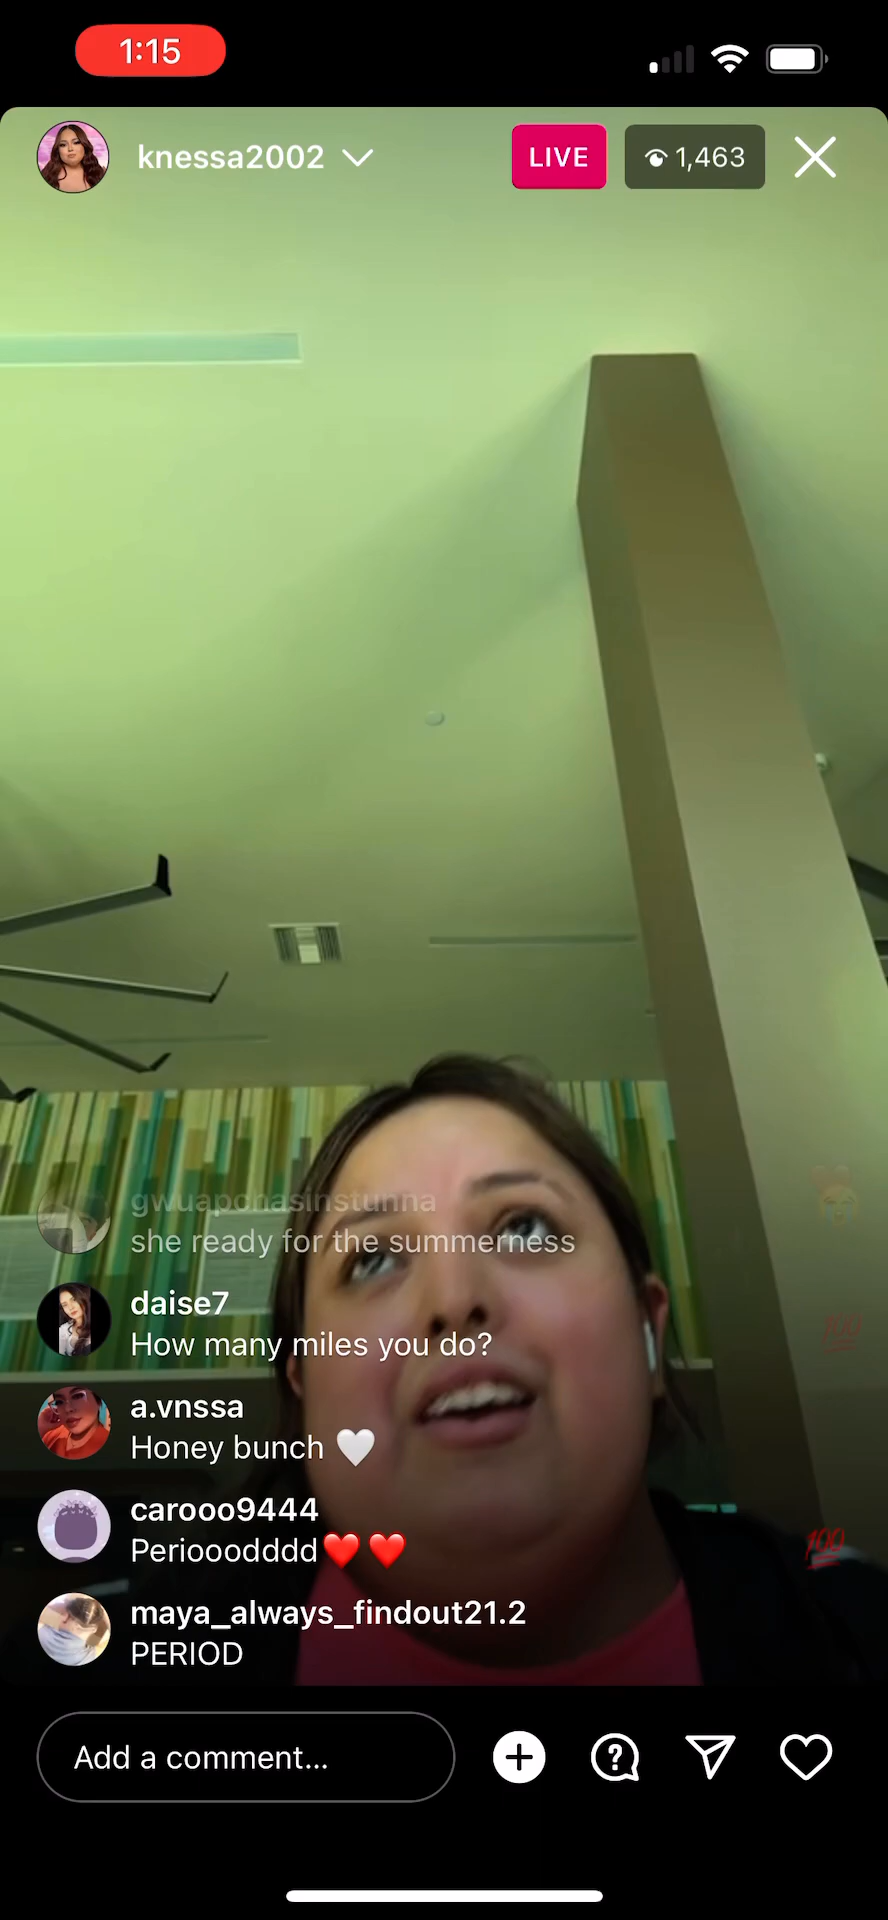 1:15
knessa2002
LIVE
1,463
gwuaponasinstunna
she ready for the summerness
daise7
How many miles you do?
a.vnssa
Honey bunch 🤍
carooo9444
Periooodddd❤️❤️
maya_always_findout21.2
PERIOD
💯
💯
Add a comment...